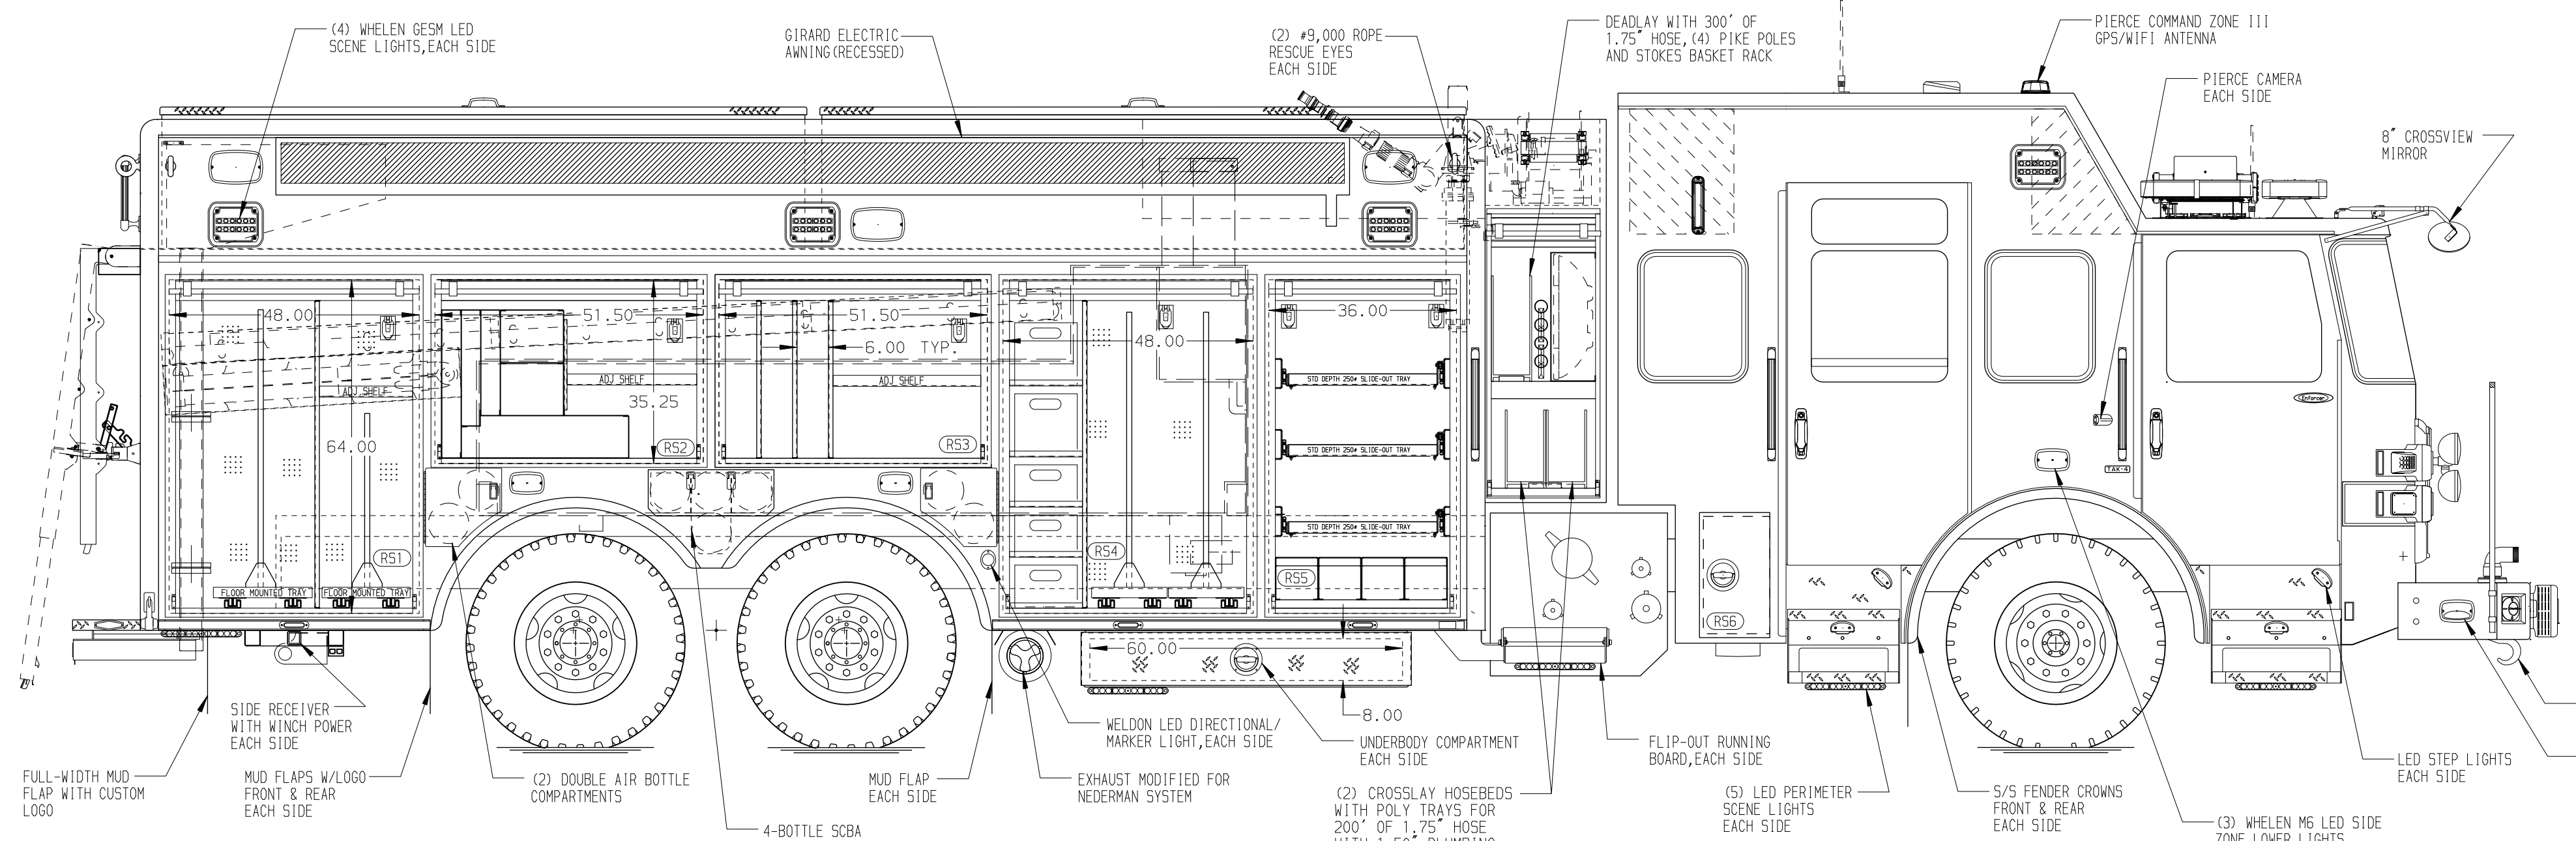 (4) WHELEN GESM LED
SCENE LIGHTS,EACH SIDE
GIRARD ELECTRIC
AWNING(RECESSED)
(2) #9,000 ROPE
RESCUE EYES
EACH SIDE
DEADLAY WITH 300' OF
1.75" HOSE,(4) PIKE POLES
AND STOKES BASKET RACK
PIERCE COMMAND ZONE III
GPS/WIFI ANTENNA
PIERCE CAMERA
EACH SIDE
8" CROSSVIEW
MIRROR
48.00
51.50
51.50
48.00
36.00
6.00 TYP.
ADJ SHELF
ADJ SHELF
ADJ SHELF
35.25
64.00
STD DEPTH 250# SLIDE-OUT TRAY
STD DEPTH 250# SLIDE-OUT TRAY
STD DEPTH 250# SLIDE-OUT TRAY
Enforcer
TAK-4
RS1
RS2
RS3
RS4
RS5
RS6
FLOOR MOUNTED TRAY
FLOOR MOUNTED TRAY
60.00
8.00
SIDE RECEIVER
WITH WINCH POWER
EACH SIDE
FULL-WIDTH MUD
FLAP WITH CUSTOM
LOGO
MUD FLAPS W/LOGO
FRONT & REAR
EACH SIDE
(2) DOUBLE AIR BOTTLE
COMPARTMENTS
4-BOTTLE SCBA
MUD FLAP
EACH SIDE
WELDON LED DIRECTIONAL/
MARKER LIGHT,EACH SIDE
EXHAUST MODIFIED FOR
NEDERMAN SYSTEM
UNDERBODY COMPARTMENT
EACH SIDE
(2) CROSSLAY HOSEBEDS
WITH POLY TRAYS FOR
200' OF 1.75" HOSE
WITH 1.50" PLUMBING
FLIP-OUT RUNNING
BOARD,EACH SIDE
(5) LED PERIMETER
SCENE LIGHTS
EACH SIDE
S/S FENDER CROWNS
FRONT & REAR
EACH SIDE
(3) WHELEN M6 LED SIDE
ZONE LOWER LIGHTS
LED STEP LIGHTS
EACH SIDE